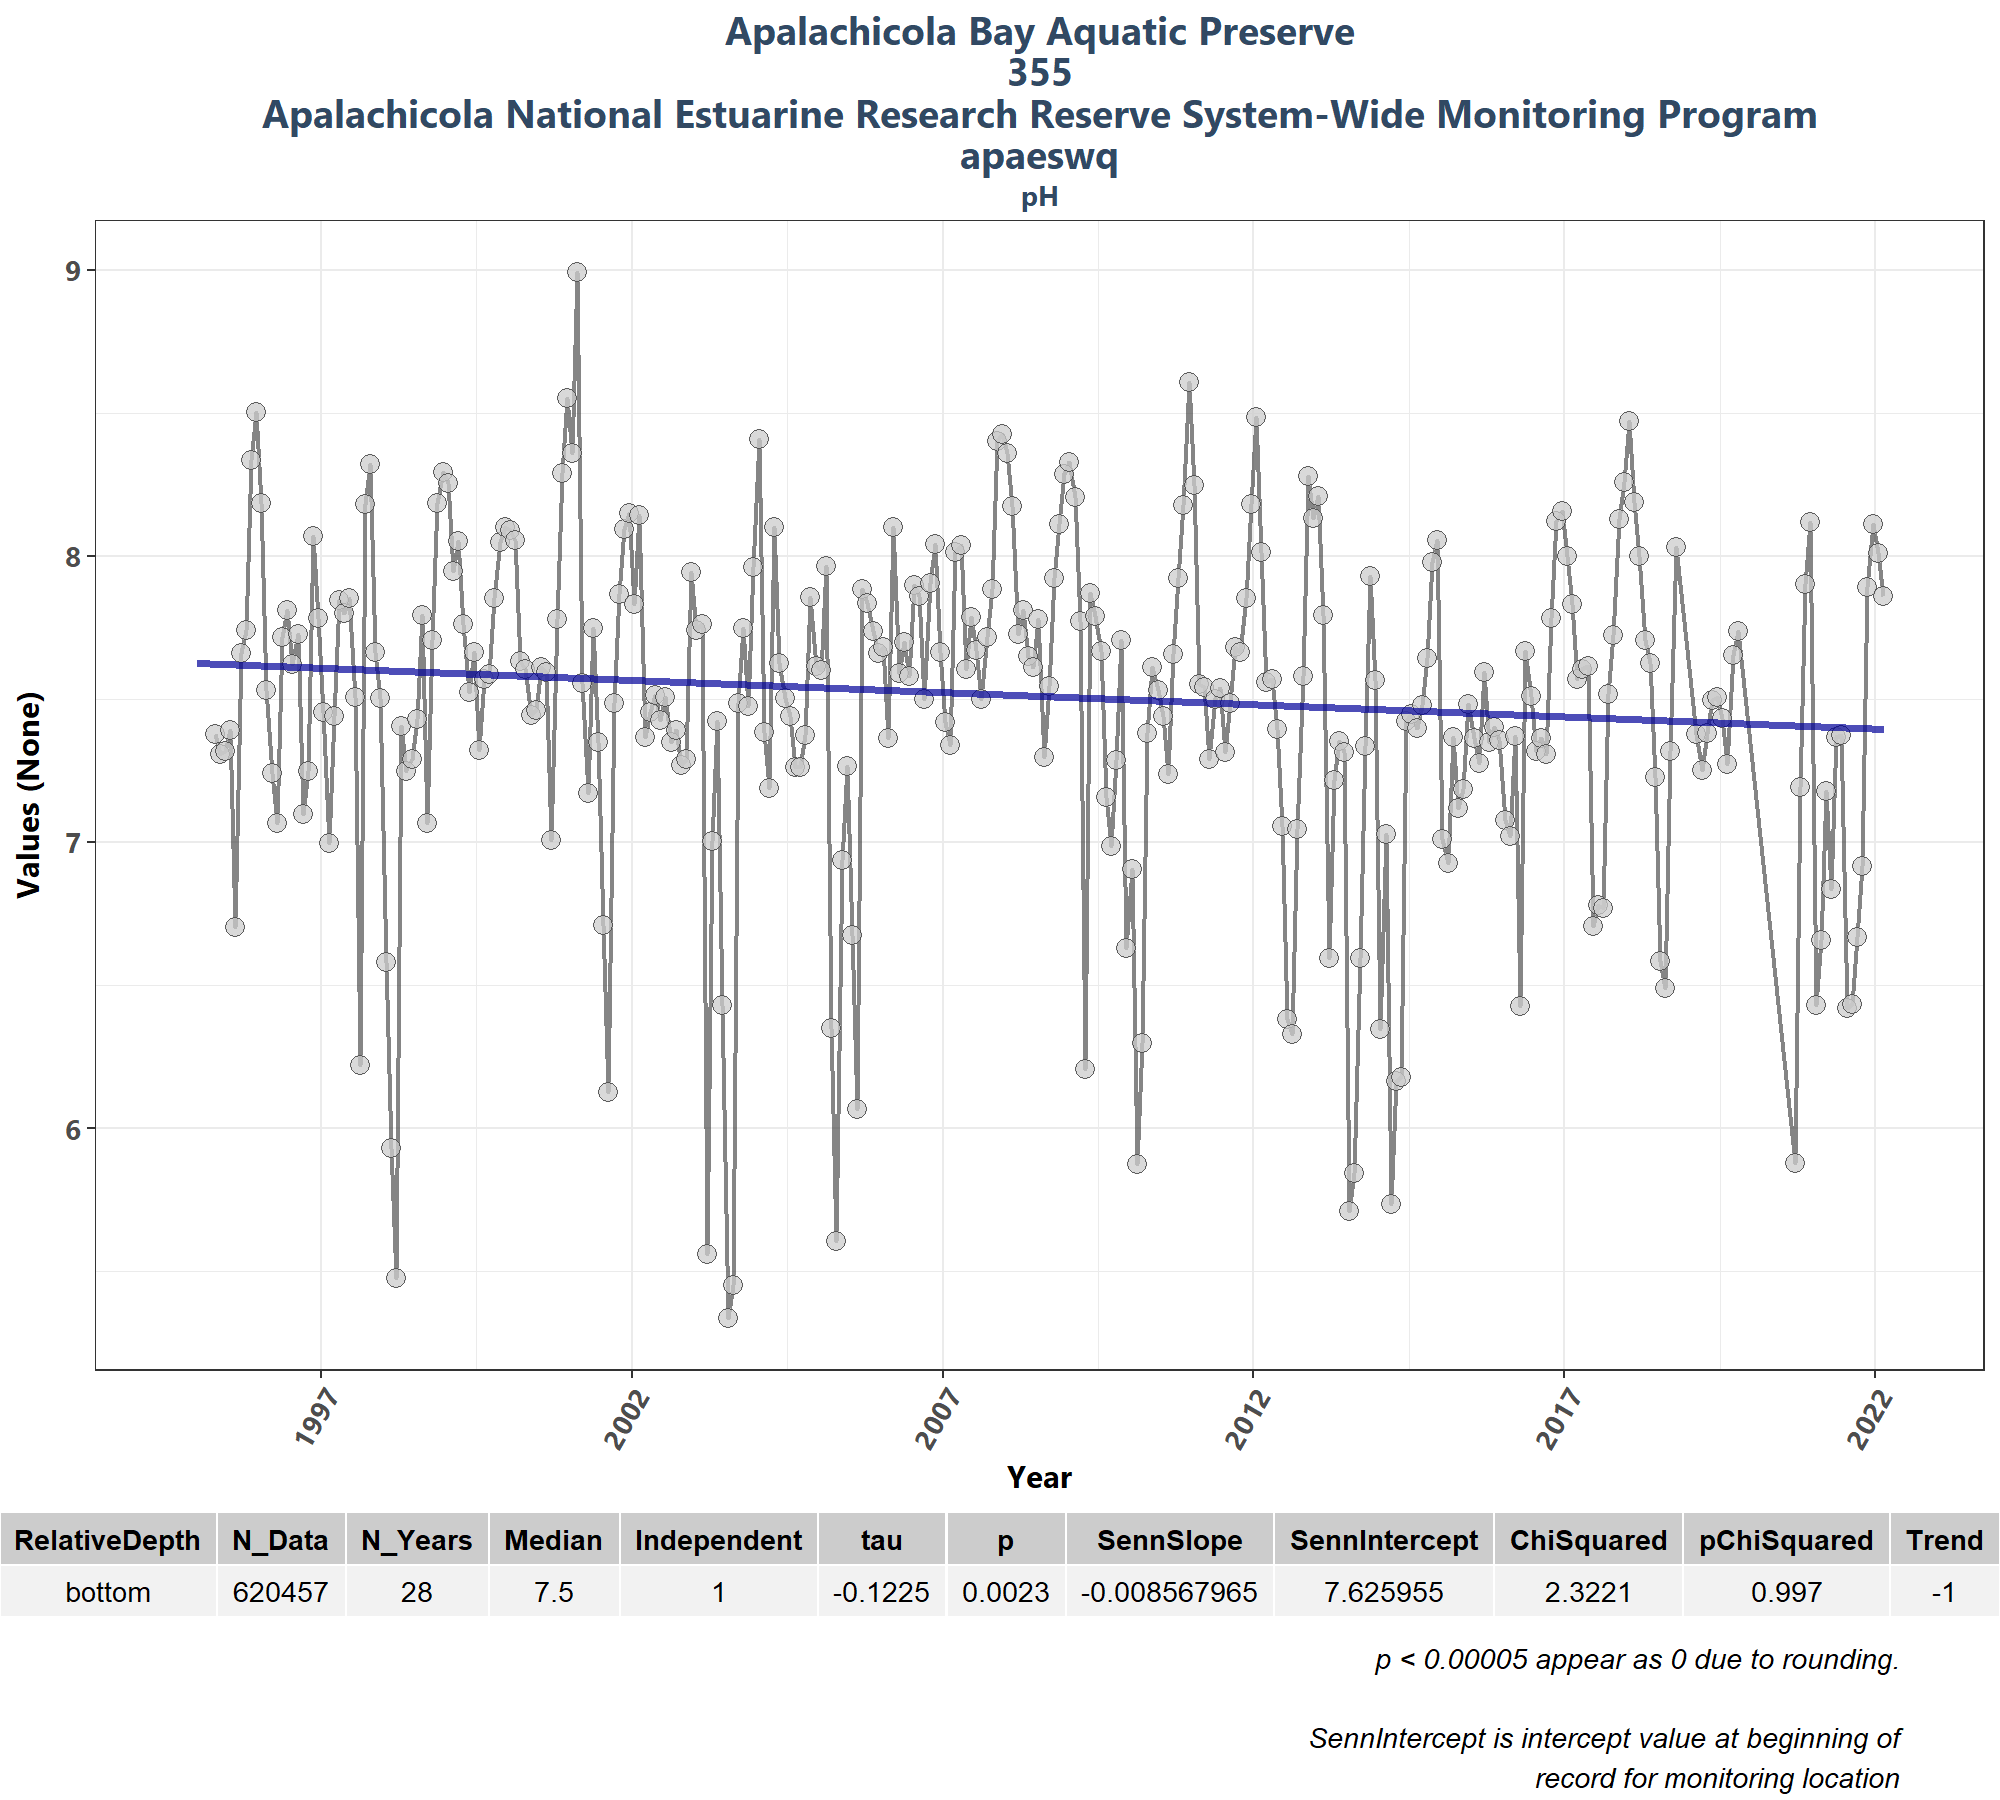 Apalachicola Bay Aquatic Preserve
355
Apalachicola National Estuarine Research Reserve System-Wide Monitoring Program
apaeswq
pH
9
8
7
6
Values (None)
1997 2002 2007 2012 2017 2022
Year
RelativeDepth N_Data N_Years Median Independent tau p SennSlope SennIntercept ChiSquared pChiSquared Trend
bottom 620457 28 7.5 1 -0.1225 0.0023 -0.008567965 7.625955 2.3221 0.997 -1
p < 0.00005 appear as 0 due to rounding.
SennIntercept is intercept value at beginning of
record for monitoring location